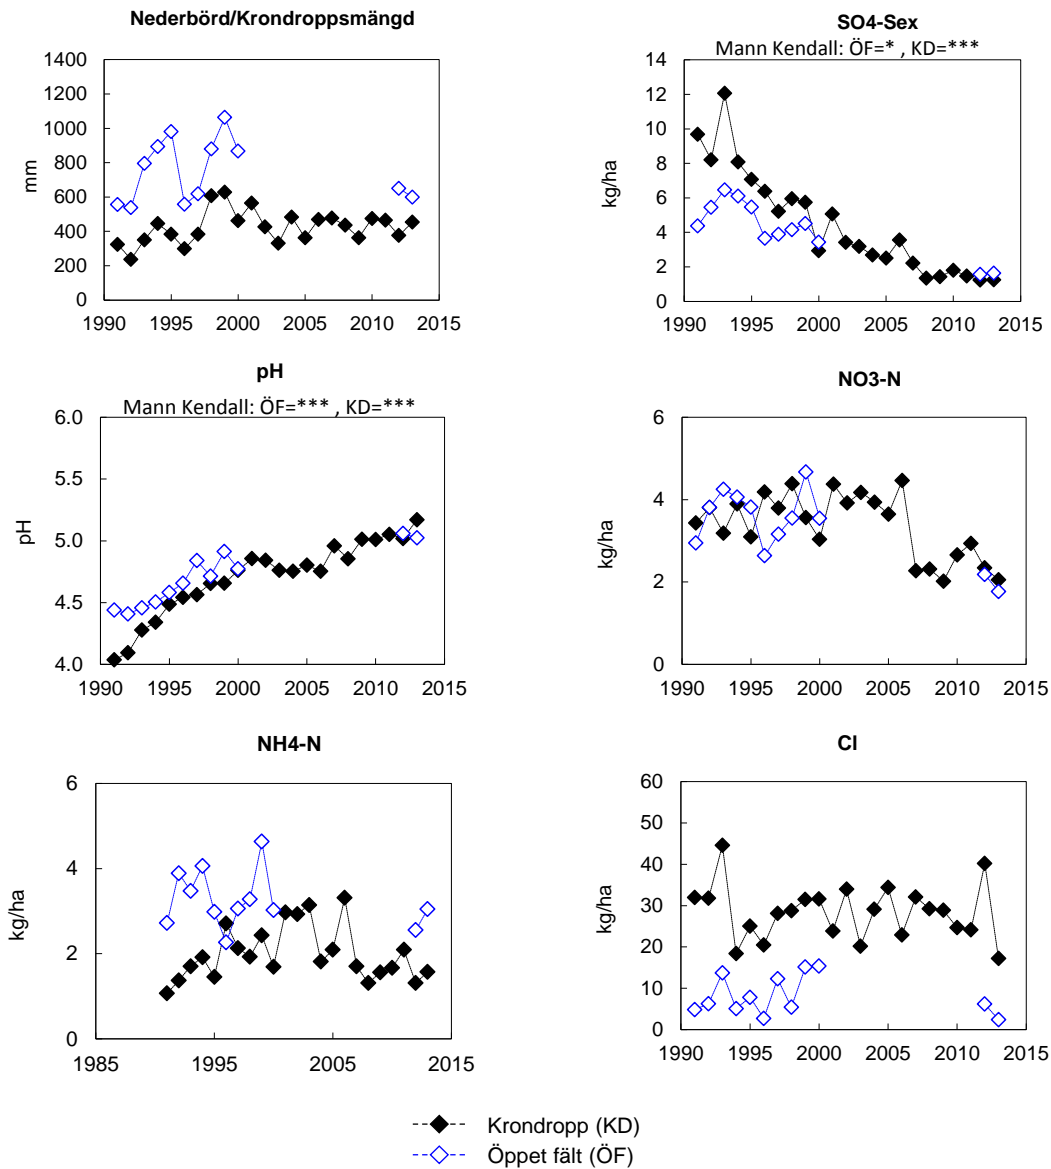 Nederbörd/Krondroppsmängd
1400
1200
1000
800
600
400
200
0
mm
1990 1995 2000 2005 2010 2015
SO4-Sex
Mann Kendall: ÖF=* , KD=***
14
12
10
8
6
4
2
0
kg/ha
1990 1995 2000 2005 2010 2015
pH
Mann Kendall: ÖF=*** , KD=***
6.0
5.5
5.0
4.5
4.0
pH
1990 1995 2000 2005 2010 2015
NO3-N
6
4
2
0
kg/ha
1990 1995 2000 2005 2010 2015
NH4-N
6
4
2
0
kg/ha
1985 1995 2005 2015
Cl
60
50
40
30
20
10
0
kg/ha
1990 1995 2000 2005 2010 2015
Krondropp (KD)
Öppet fält (ÖF)